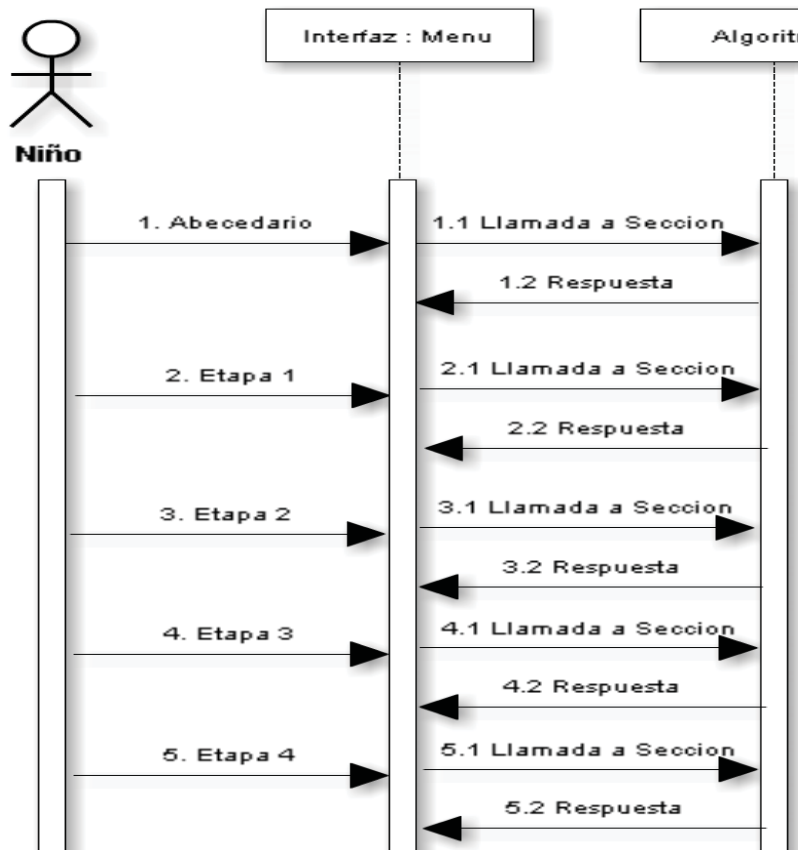 Interfaz : Menu
Niño
1. Abecedario
1.1 Llamada a Seccion
1.2 Respuesta
2. Etapa 1
2.1 Llamada a Seccion
2.2 Respuesta
3. Etapa 2
3.1 Llamada a Seccion
3.2 Respuesta
4. Etapa 3
4.1 Llamada a Seccion
4.2 Respuesta
5. Etapa 4
5.1 Llamada a Seccion
5.2 Respuesta